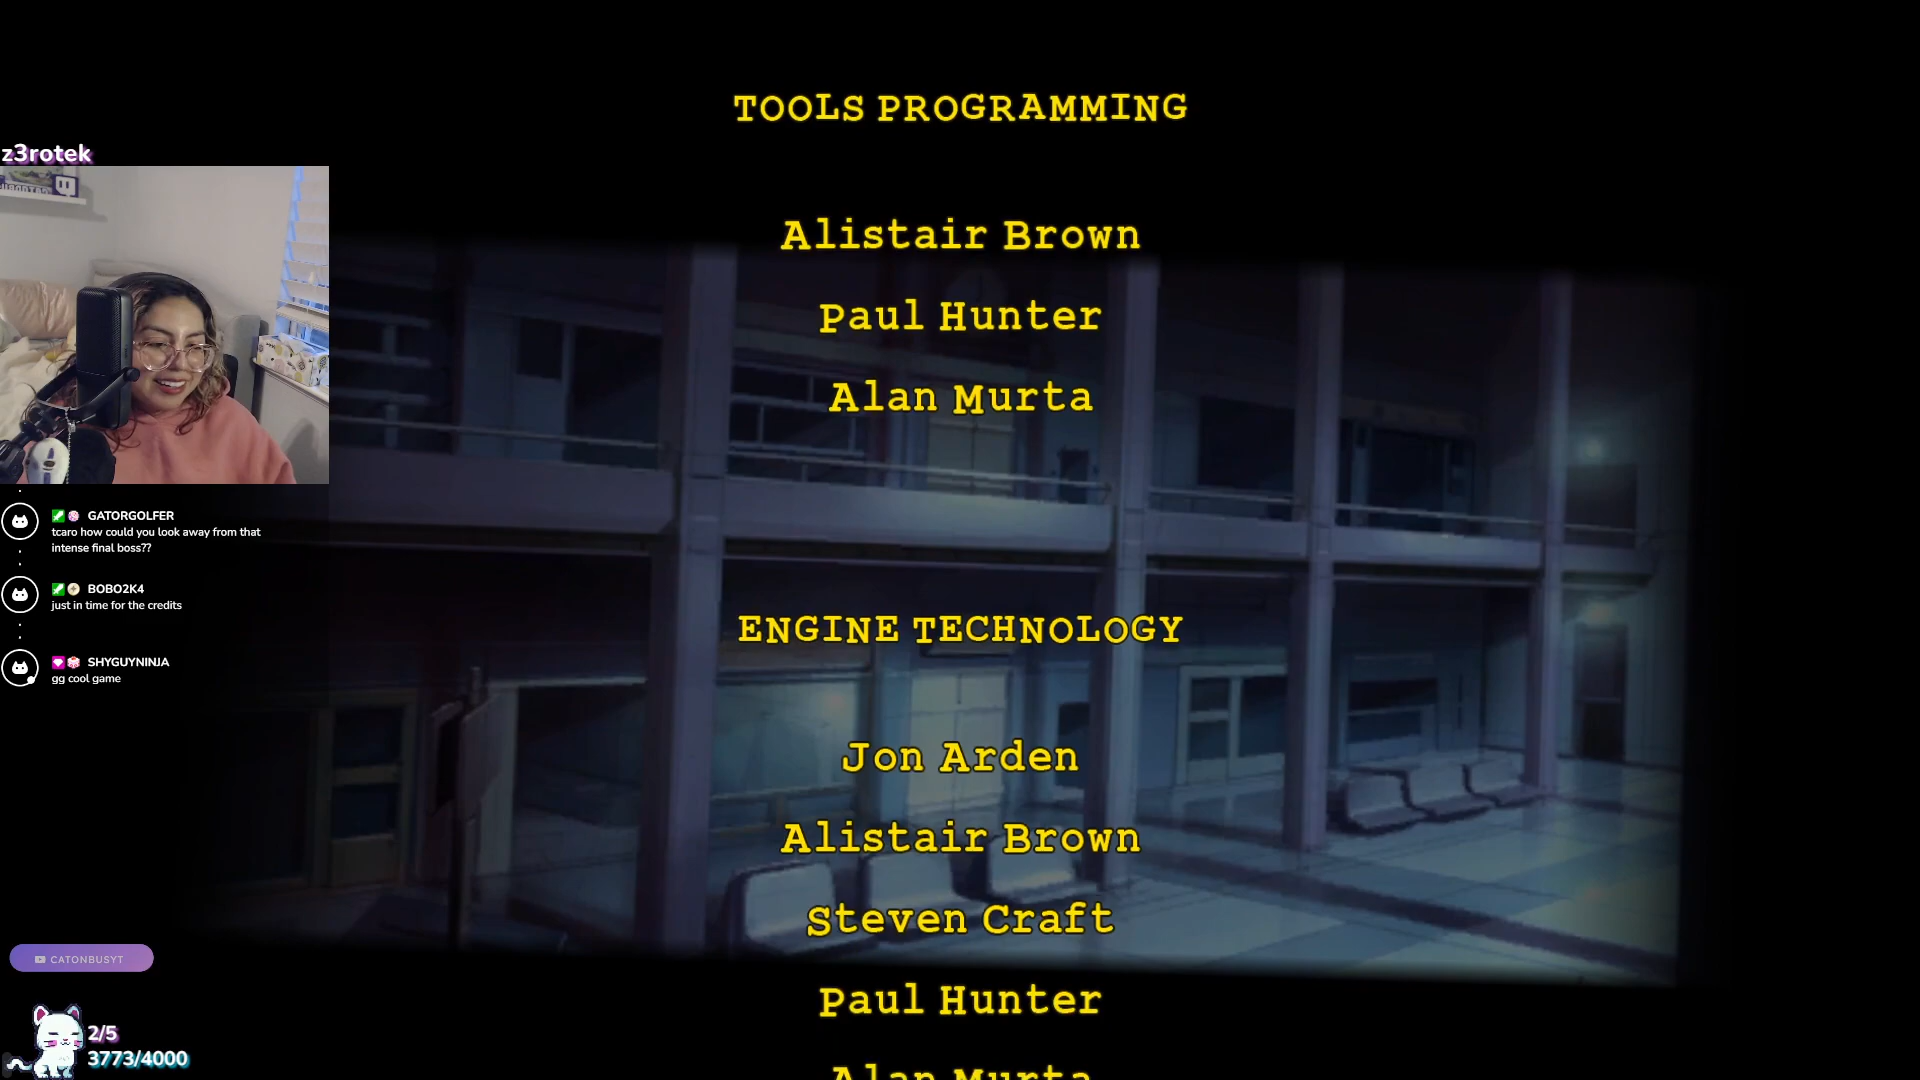 TOOLS PROGRAMMING
Alistair Brown
Paul Hunter
Alan Murta
ENGINE TECHNOLOGY
Jon Arden
Alistair Brown
Steven Craft
Paul Hunter
Alan Murta
z3rotek
GATORGOLFER
tcaro how could you look away from that
intense final boss??
BOBO2K4
just in time for the credits
SHYGUYNINJA
gg cool game
CATONBUSYT
2/5
3773/4000